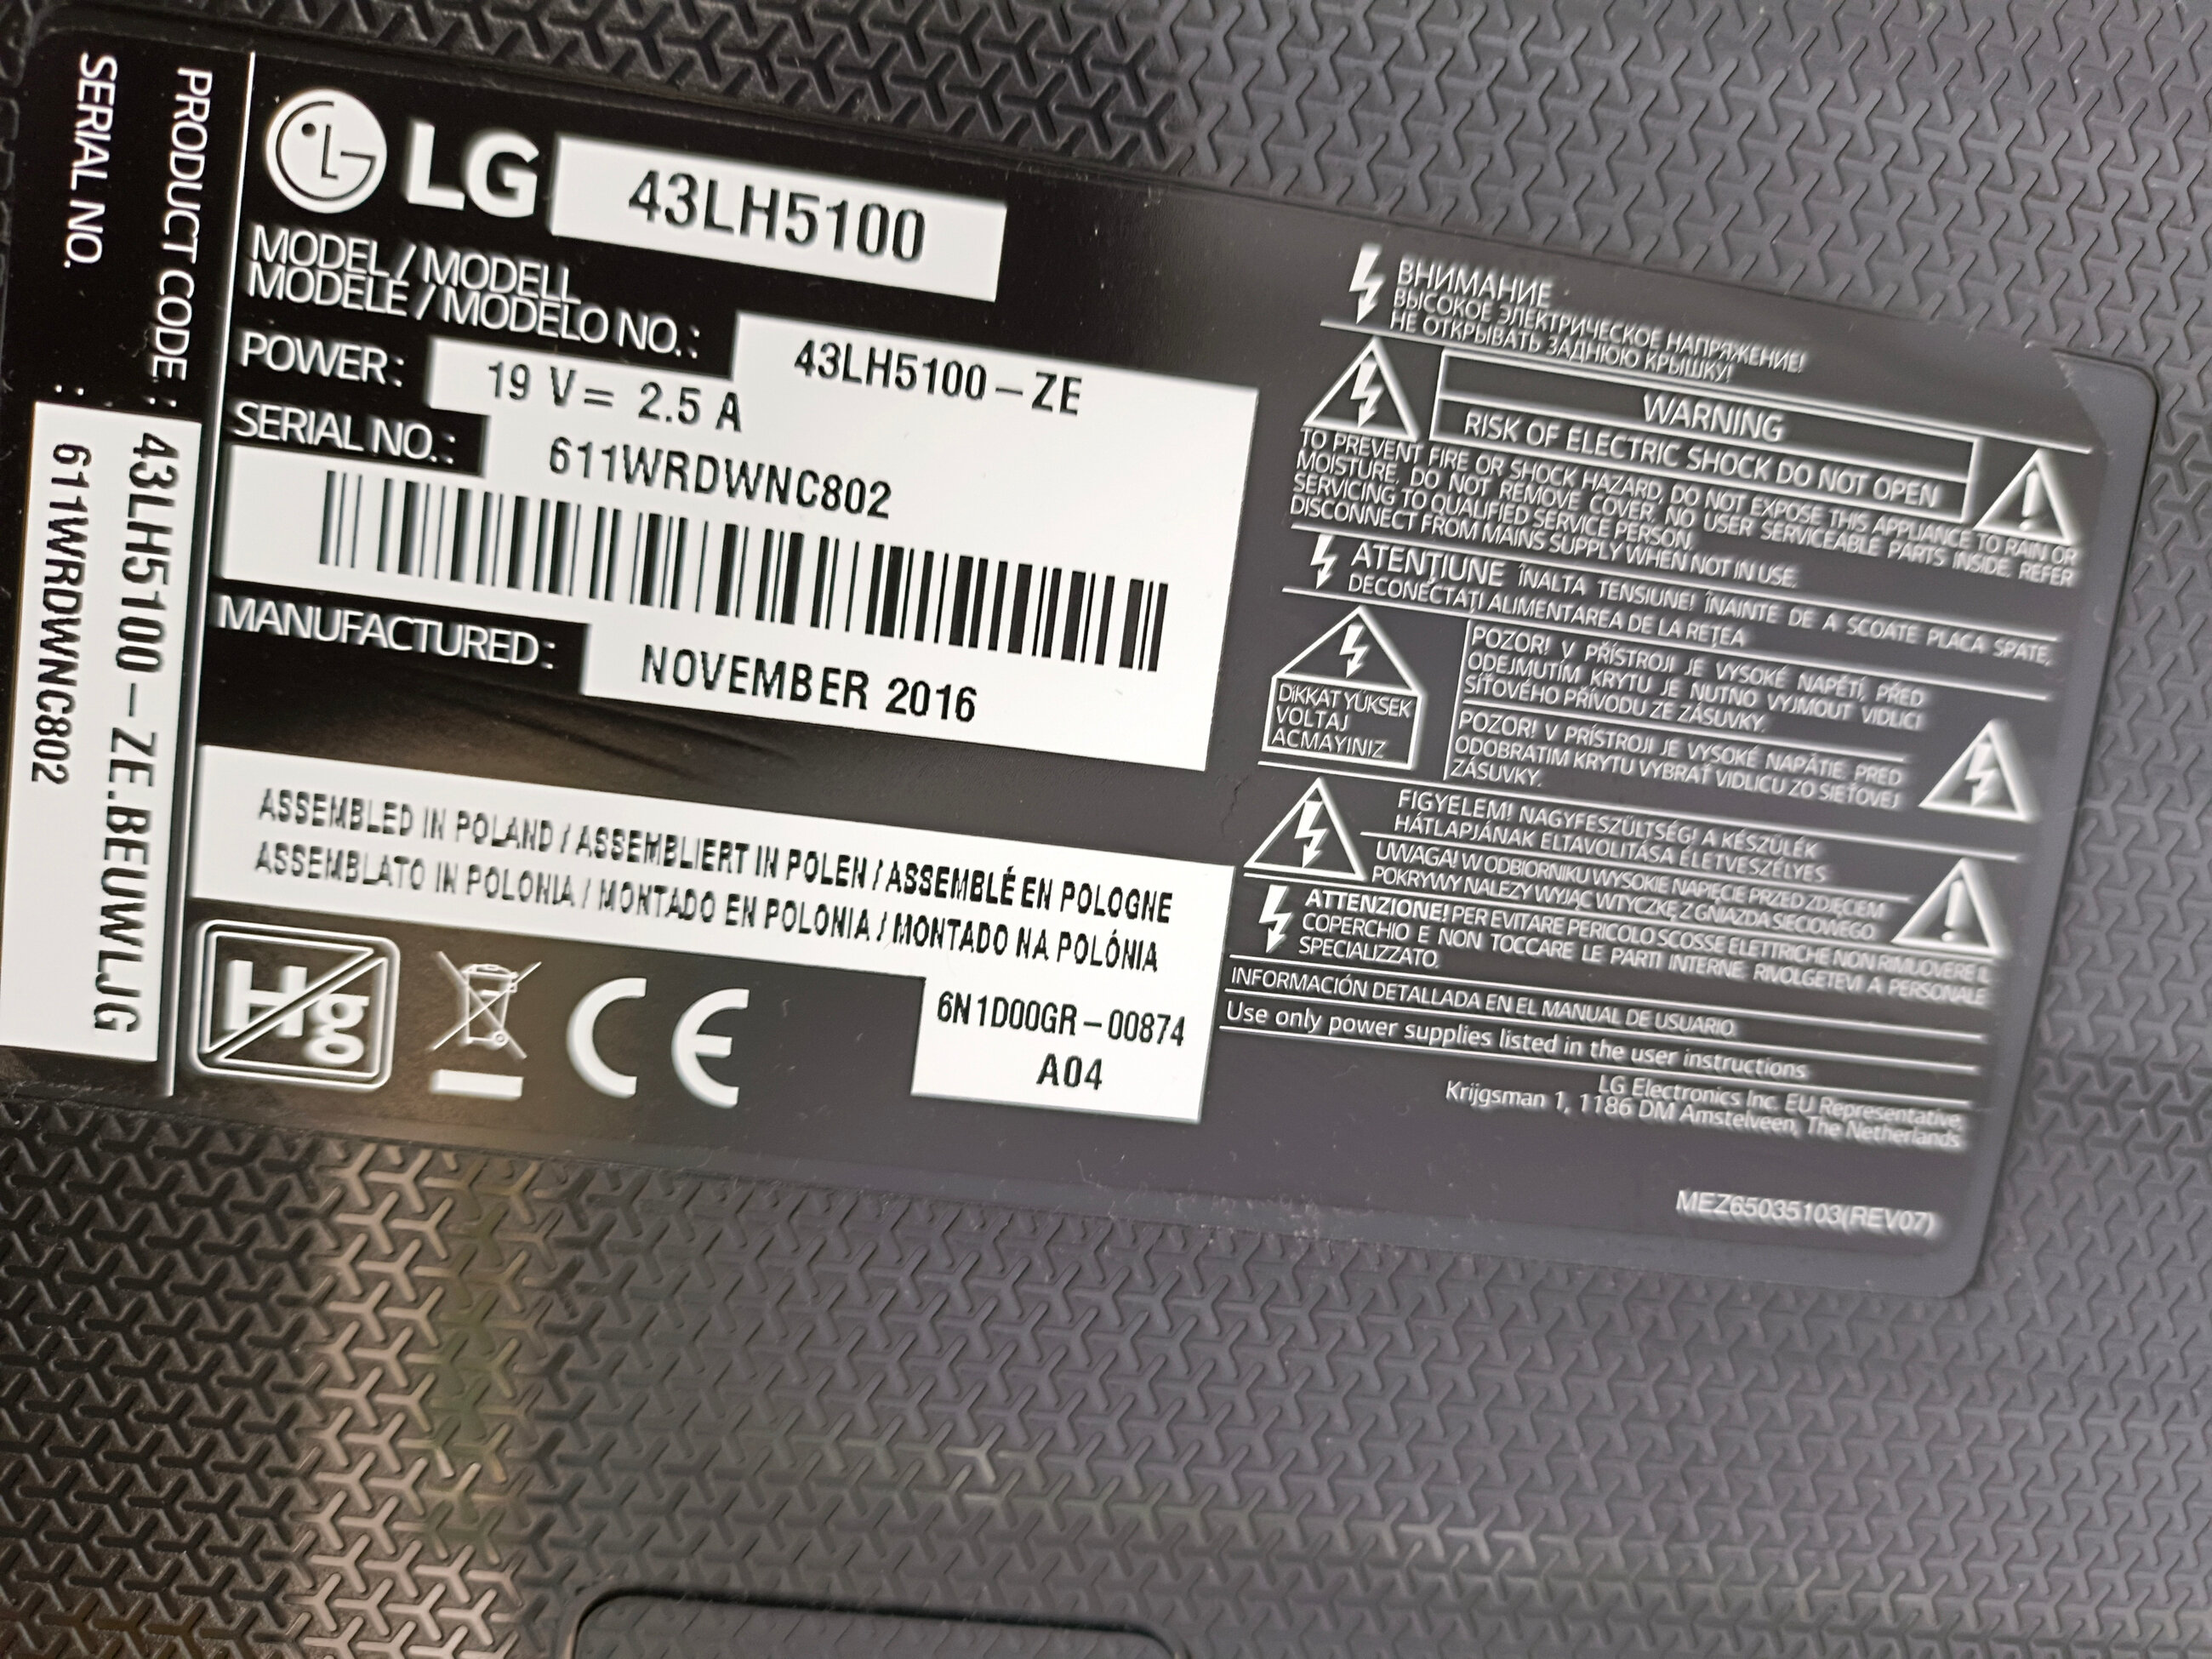 LG 43LH5100
MODEL / MODELL
MODÈLE / MODELO NO. : 43LH5100-ZE
POWER : 19 V= 2.5 A
SERIAL NO. : 611WRDWNC802
MANUFACTURED : NOVEMBER 2016
ASSEMBLED IN POLAND / ASSEMBLIERT IN POLEN / ASSEMBLÉ EN POLOGNE
ASSEMBLATO IN POLONIA / MONTADO EN POLONIA / MONTADO NA POLÓNIA
Hg
CE
6N1D00GR-00874
A04
PRODUCT CODE : 43LH5100-ZE.BEUWLJG
SERIAL NO. : 611WRDWNC802
ВНИМАНИЕ
ВЫСОКОЕ ЭЛЕКТРИЧЕСКОЕ НАПРЯЖЕНИЕ!
НЕ ОТКРЫВАТЬ ЗАДНЮЮ КРЫШКУ!
WARNING
RISK OF ELECTRIC SHOCK DO NOT OPEN
TO PREVENT FIRE OR SHOCK HAZARD, DO NOT EXPOSE THIS APPLIANCE TO RAIN OR
MOISTURE. DO NOT REMOVE COVER. NO USER SERVICEABLE PARTS INSIDE. REFER
SERVICING TO QUALIFIED SERVICE PERSON.
DISCONNECT FROM MAINS SUPPLY WHEN NOT IN USE.
ATENŢIUNE ÎNALTA TENSIUNE! ÎNAINTE DE A SCOATE PLACA SPATE,
DECONECTAŢI ALIMENTAREA DE LA REŢEA
DiKKAT YÜKSEK
VOLTAJ
ACMAYINIZ
POZOR! V PŘÍSTROJI JE VYSOKÉ NAPĚTÍ, PŘED
ODEJMUTÍM KRYTU JE NUTNO VYJMOUT VIDLICI
SÍŤOVÉHO PŘÍVODU ZE ZÁSUVKY.
POZOR! V PRÍSTROJI JE VYSOKÉ NAPÄTIE. PRED
ODOBRATIM KRYTU VYBRAŤ VIDLICU ZO SIEŤOVEJ
ZÁSUVKY.
FIGYELEM! NAGYFESZÜLTSÉG! A KÉSZÜLÉK
HÁTLAPJÁNAK ELTAVOLITÁSA ÉLETVESZÉLYES
UWAGA! W ODBIORNIKU WYSOKIE NAPIĘCIE PRZED ZDJĘCIEM
POKRYWY NALEZY WYJĄC WTYCZKĘ Z GNIAZDA SIECIOWEGO.
ATTENZIONE! PER EVITARE PERICOLO SCOSSE ELETTRICHE NON RIMUOVERE IL
COPERCHIO E NON TOCCARE LE PARTI INTERNE. RIVOLGETEVI A PERSONALE
SPECIALIZZATO.
INFORMACIÓN DETALLADA EN EL MANUAL DE USUARIO.
Use only power supplies listed in the user instructions
LG Electronics Inc. EU Representative,
Krijgsman 1, 1186 DM Amstelveen, The Netherlands
MEZ65035103(REV07)